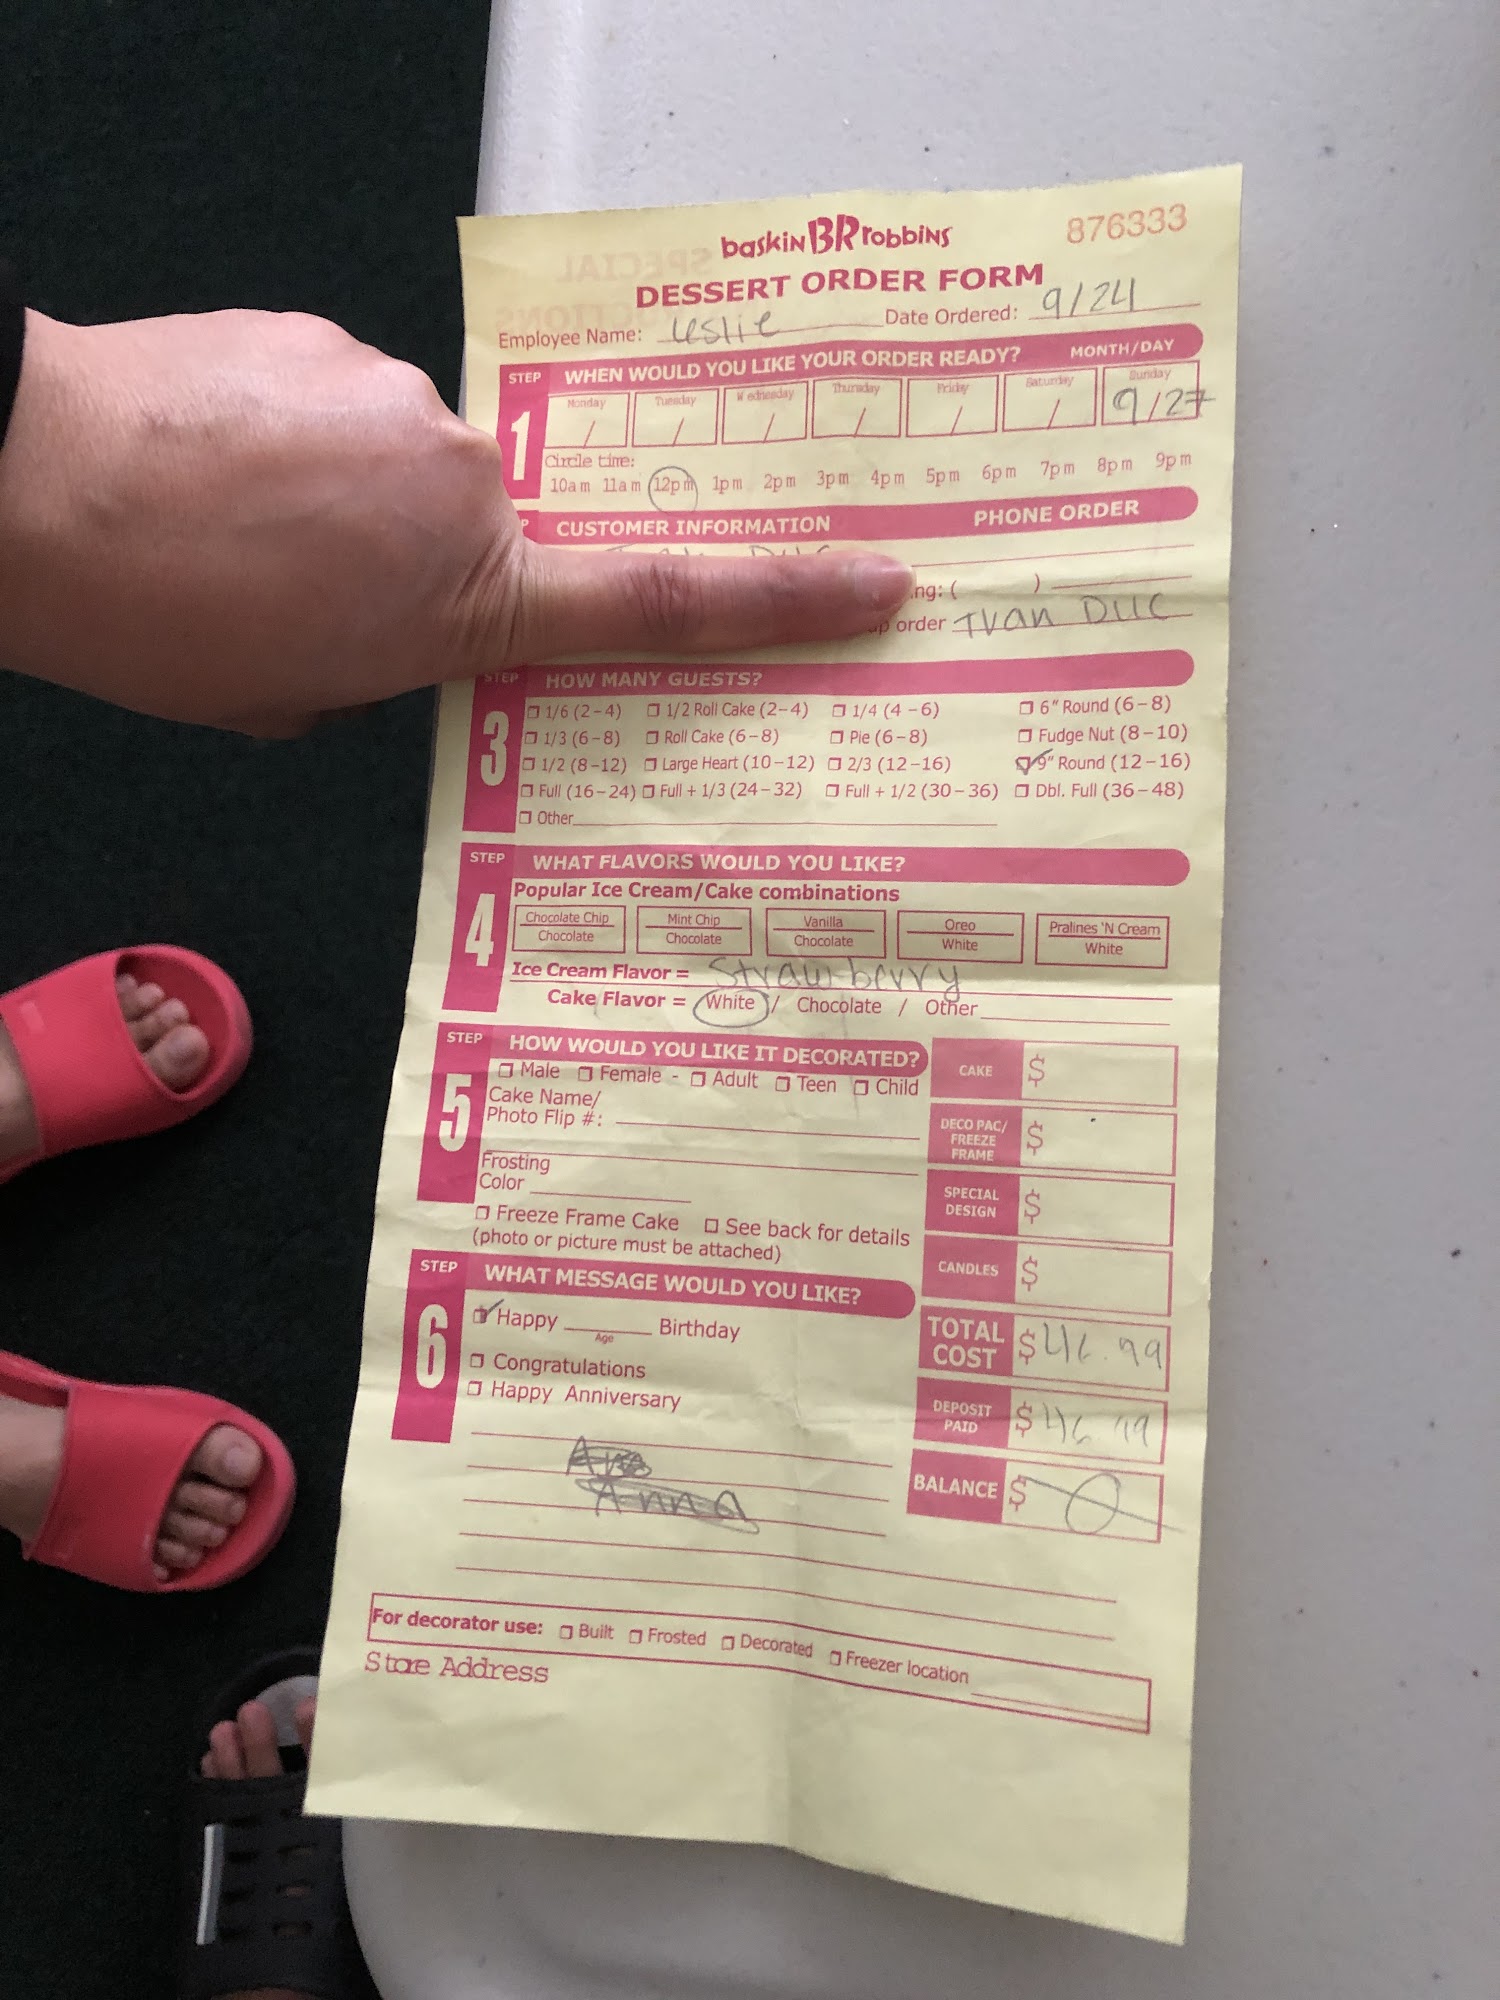 baskin BR robbins
876333
DESSERT ORDER FORM
Employee Name: Leslie Date Ordered: 9/24
STEP 1 WHEN WOULD YOU LIKE YOUR ORDER READY? MONTH/DAY
Monday Tuesday Wednesday Thursday Friday Saturday Sunday
/ / / / / / 9/27
Circle time:
10am 11am 12pm 1pm 2pm 3pm 4pm 5pm 6pm 7pm 8pm 9pm
CUSTOMER INFORMATION PHONE ORDER
ng: ( )
up order Ivan DUC
STEP 3 HOW MANY GUESTS?
1/6 (2-4) 1/2 Roll Cake (2-4) 1/4 (4-6) 6" Round (6-8)
1/3 (6-8) Roll Cake (6-8) Pie (6-8) Fudge Nut (8-10)
1/2 (8-12) Large Heart (10-12) 2/3 (12-16) 9" Round (12-16)
Full (16-24) Full + 1/3 (24-32) Full + 1/2 (30-36) Dbl. Full (36-48)
Other
STEP 4 WHAT FLAVORS WOULD YOU LIKE?
Popular Ice Cream/Cake combinations
Chocolate Chip Mint Chip Vanilla Oreo Pralines 'N Cream
Chocolate Chocolate Chocolate White White
Ice Cream Flavor = Strawberry
Cake Flavor = White / Chocolate / Other
STEP 5 HOW WOULD YOU LIKE IT DECORATED?
Male Female - Adult Teen Child
Cake Name/
Photo Flip #:
Frosting
Color
Freeze Frame Cake See back for details
(photo or picture must be attached)
CAKE $
DECO PAC/
FREEZE
FRAME $
SPECIAL
DESIGN $
CANDLES $
TOTAL
COST $46.99
DEPOSIT
PAID $46.99
BALANCE $0
STEP 6 WHAT MESSAGE WOULD YOU LIKE?
Happy Birthday
Age
Congratulations
Happy Anniversary
Anna
For decorator use: Built Frosted Decorated Freezer location
Store Address